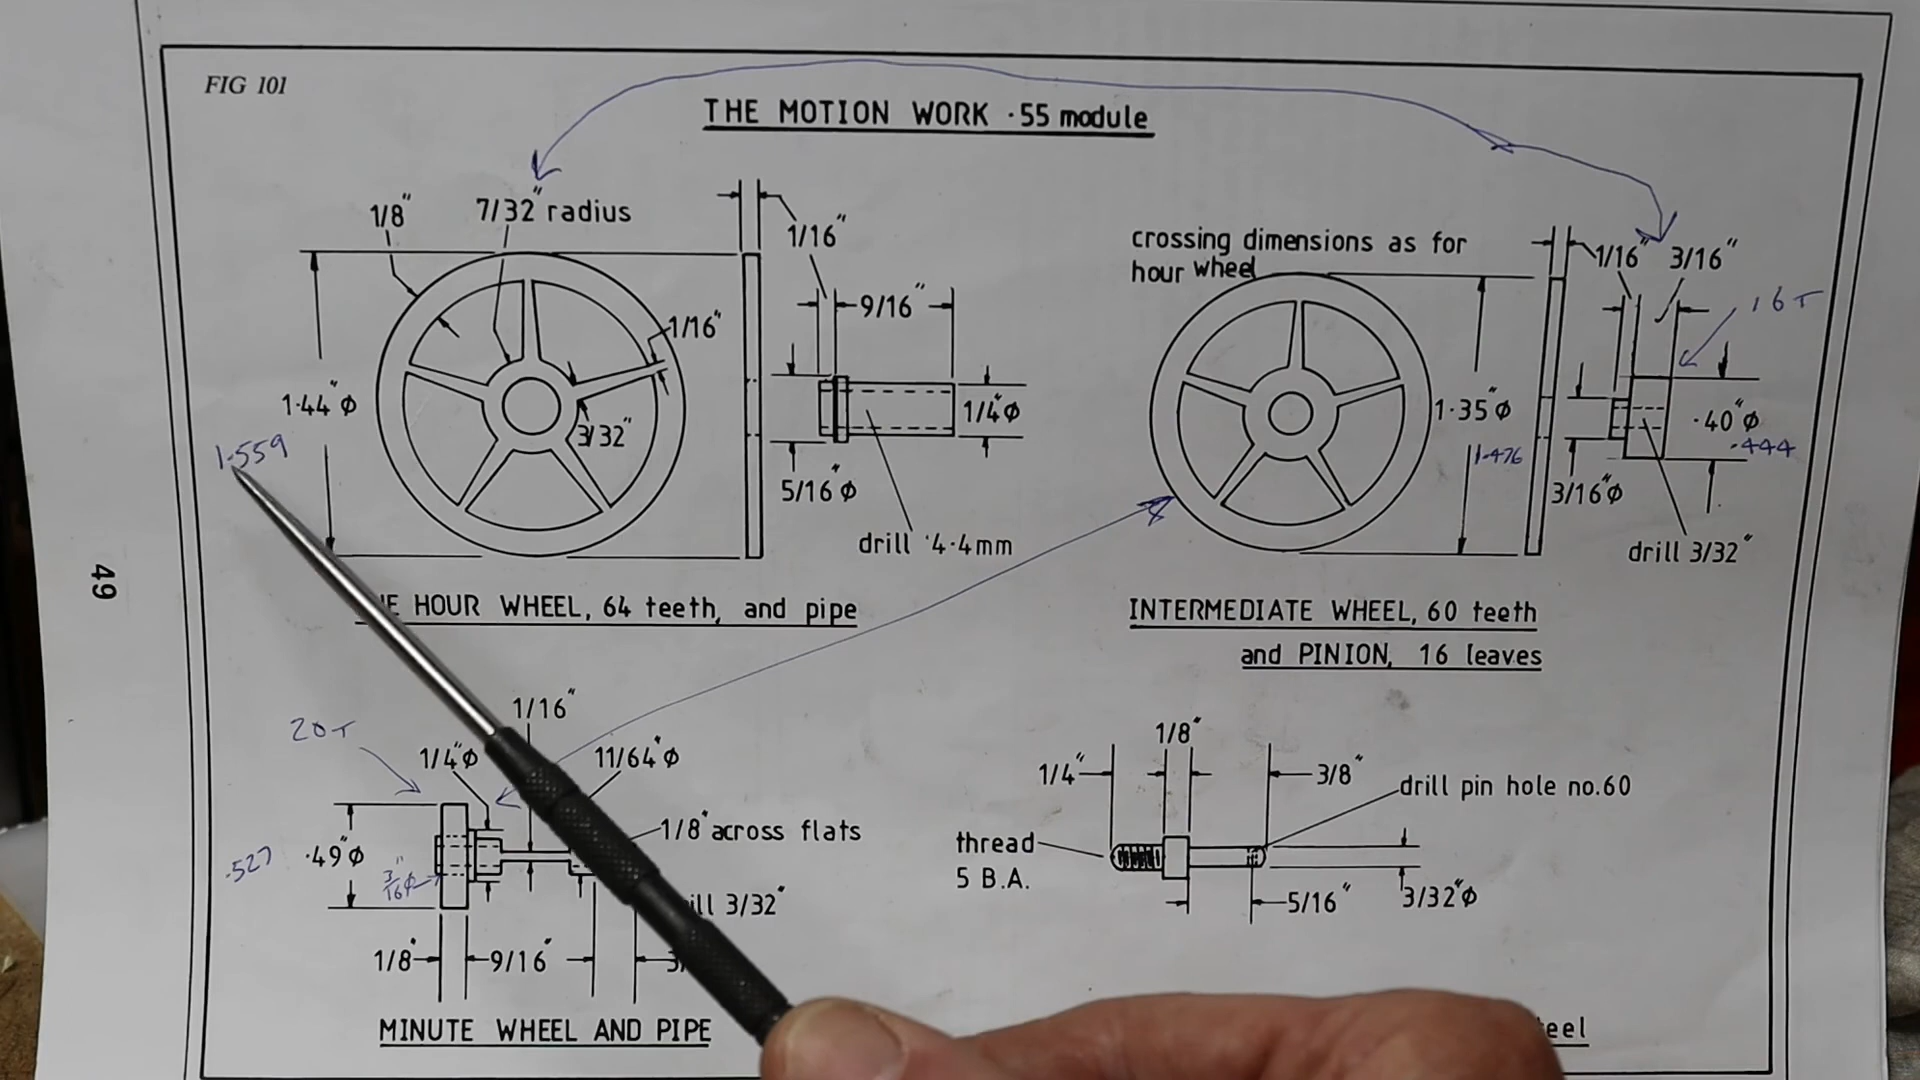 FIG 101
THE MOTION WORK ·55 module
1/8"
7/32" radius
1/16"
9/16"
1/16"
1·44"Φ
3/32"
1/4"Φ
5/16"Φ
drill 4·4mm
1·559
HOUR WHEEL, 64 teeth, and pipe
crossing dimensions as for
hour wheel
1/16" 3/16"
16T
1·35"Φ
1·476
·40"Φ
·444
3/16"Φ
drill 3/32"
INTERMEDIATE WHEEL, 60 teeth
and PINION, 16 leaves
49
20T
1/16"
1/4"Φ
11/64"Φ
1/8" across flats
·49"Φ
·527
3/16"Φ
3/32"
1/8" 9/16"
MINUTE WHEEL AND PIPE
1/8"
1/4"
3/8"
drill pin hole no.60
thread
5 B.A.
5/16"
3/32"Φ